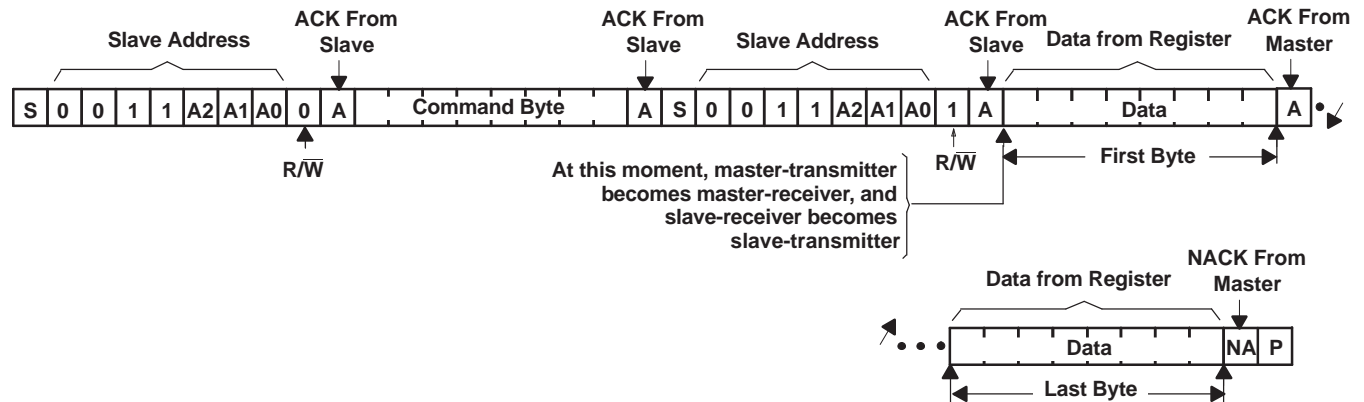 ACK From
Slave
ACK From
Slave
ACK From
Slave
ACK From
Master
Slave Address
Slave Address
Data from Register
S 0 0 1 1 A2 A1 A0 0 A Command Byte A S 0 0 1 1 A2 A1 A0 1 A Data A
R/W̅
R/W̅
First Byte
At this moment, master-transmitter
becomes master-receiver, and
slave-receiver becomes
slave-transmitter
Data from Register
NACK From
Master
Data NA P
Last Byte